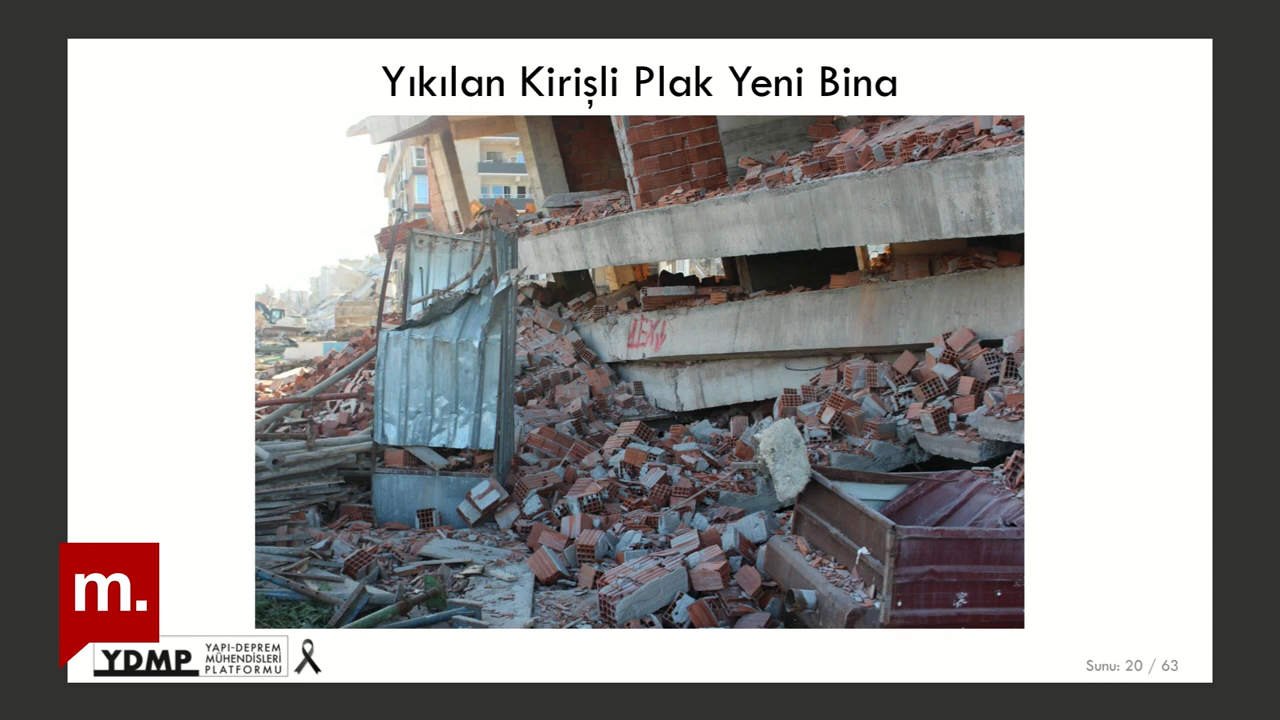 Yıkılan Kirişli Plak Yeni Bina
m.
YDMP
YAPI-DEPREM
MÜHENDİSLERİ
PLATFORMU
Sunu: 20 / 63